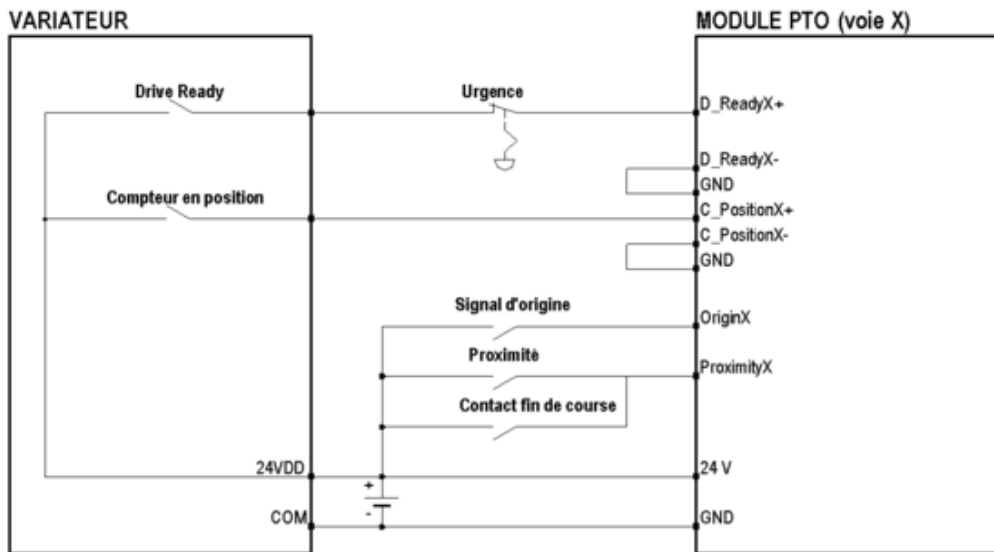 VARIATEUR
MODULE PTO (voie X)
Drive Ready
Urgence
D_ReadyX+
D_ReadyX-
GND
Compteur en position
C_PositionX+
C_PositionX-
GND
Signal d'origine
OriginX
Proximité
ProximityX
Contact fin de course
24VDD
24 V
+
-
COM
GND